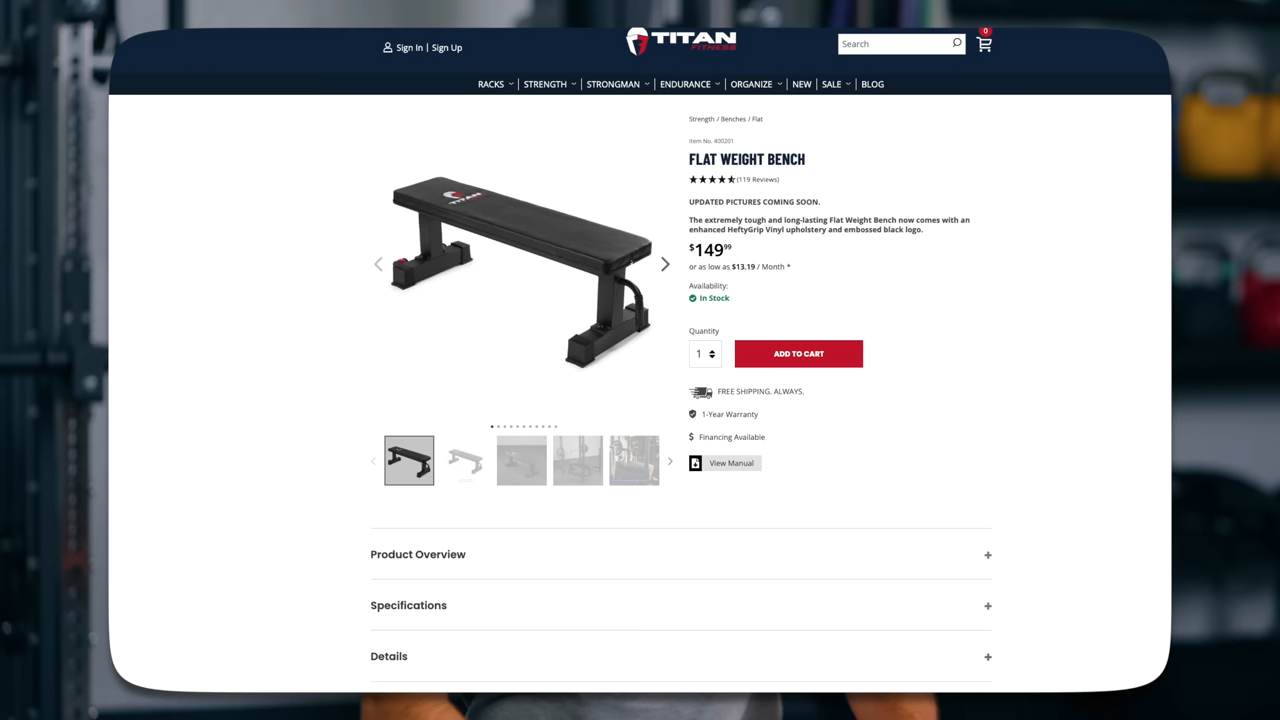 Sign In | Sign Up
TITAN
FITNESS
Search
0
RACKS
STRENGTH
STRONGMAN
ENDURANCE
ORGANIZE
NEW
SALE
BLOG
Strength / Benches / Flat
Item No. 400201
FLAT WEIGHT BENCH
(119 Reviews)
UPDATED PICTURES COMING SOON.
The extremely tough and long-lasting Flat Weight Bench now comes with an
enhanced HeftyGrip Vinyl upholstery and embossed black logo.
$149.99
or as low as $13.19 / Month *
Availability:
In Stock
Quantity
1
ADD TO CART
FREE SHIPPING. ALWAYS.
1-Year Warranty
$ Financing Available
View Manual
TITAN
Product Overview +
Specifications +
Details +